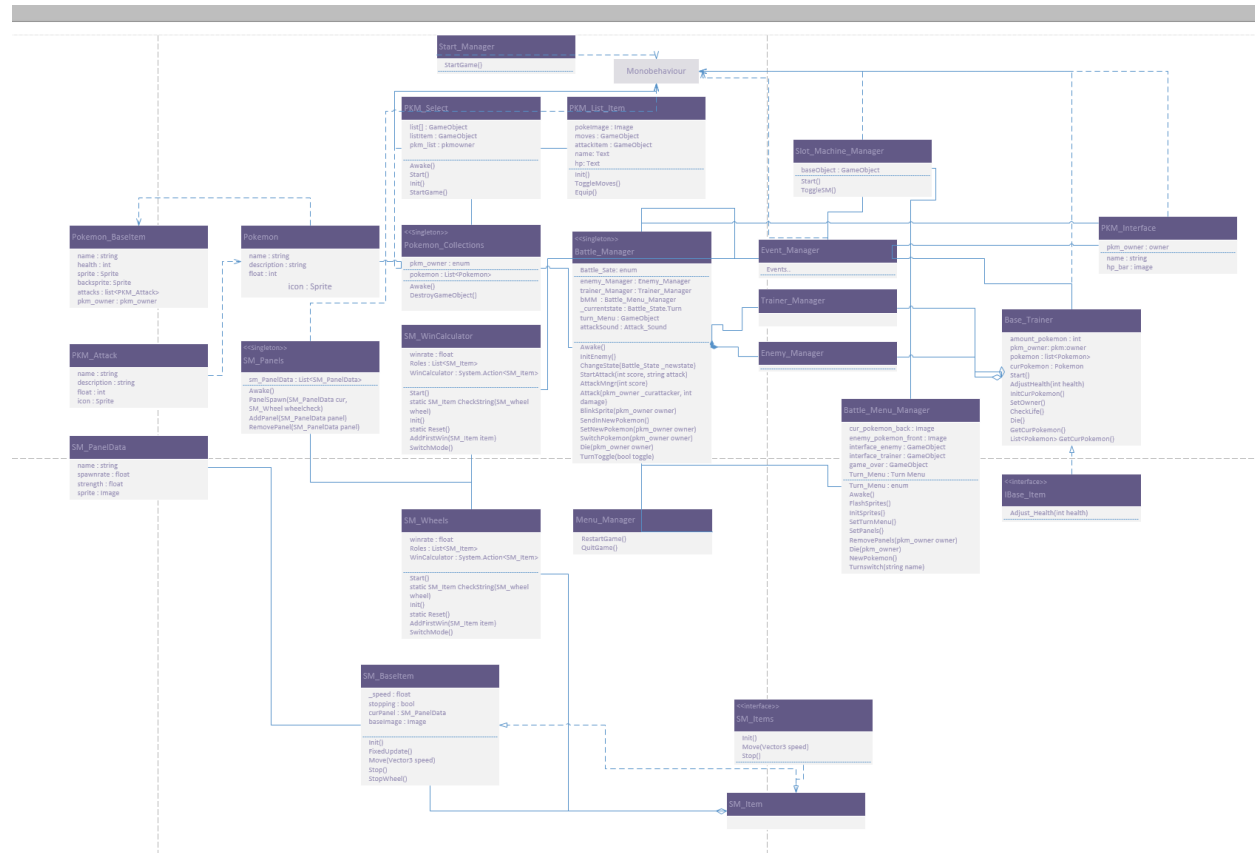 Start_Manager
StartGame()
Monobehaviour
PKM_Select
list[] : GameObject
listItem : GameObject
pkm_list : pkmowner
Awake()
Start()
Init()
StartGame()
PKM_List_Item
pokeImage : Image
moves : GameObject
attackItem : GameObject
name: Text
hp: Text
Init()
ToggleMoves()
Equip()
Slot_Machine_Manager
baseObject : GameObject
Start()
ToggleSM()
Pokemon_BaseItem
name : string
health : int
sprite : Sprite
backsprite: Sprite
attacks : list<PKM_Attack>
pkm_owner : pkm_owner
Pokemon
name : string
description : string
float : int
icon : Sprite
<<Singleton>>
Pokemon_Collections
pkm_owner : enum
pokemon : List<Pokemon>
Awake()
DestroyGameObject()
<<Singleton>>
Battle_Manager
Battle_Sate: enum
enemy_Manager : Enemy_Manager
trainer_Manager : Trainer_Manager
bMM : Battle_Menu_Manager
_currentstate : Battle_State.Turn
turn_Menu : GameObject
attackSound : Attack_Sound
Awake()
InitEnemy()
ChangeState(Battle_State _newstate)
StartAttack(int score, string attack)
AttackMngr(int score)
Attack(pkm_owner _curattacker, int
damage)
BlinkSprite(pkm_owner owner)
SendInNewPokemon()
SetNewPokemon(pkm_owner owner)
SwitchPokemon(pkm_owner owner)
Die(pkm_owner owner)
TurnToggle(bool toggle)
Event_Manager
Events..
Trainer_Manager
Enemy_Manager
PKM_Interface
pkm_owner : owner
name : string
hp_bar : image
Base_Trainer
amount_pokemon : int
pkm_owner: pkm:owner
pokemon : list<Pokemon>
curPokemon : Pokemon
Start()
AdjustHealth(int health)
InitCurPokemon()
SetOwner()
CheckLife()
Die()
GetCurPokemon()
List<Pokemon> GetCurPokemon()
PKM_Attack
name : string
description : string
float : int
icon : Sprite
<<Singleton>>
SM_Panels
sm_PanelData : List<SM_PanelData>
Awake()
PanelSpawn(SM_PanelData cur,
SM_Wheel wheelcheck)
AddPanel(SM_PanelData panel)
RemovePanel(SM_PanelData panel)
SM_WinCalculator
winrate : float
Roles : List<SM_Item>
WinCalculator : System.Action<SM_Item>
Start()
static SM_Item CheckString(SM_wheel
wheel)
Init()
static Reset()
AddFirstWin(SM_Item item)
SwitchMode()
SM_PanelData
name : string
spawnrate : float
strength : float
sprite : Image
Battle_Menu_Manager
cur_pokemon_back : Image
enemy_pokemon_front : Image
interface_enemy : GameObject
interface_trainer : GameObject
game_over : GameObject
Turn_Menu : Turn Menu
Turn_Menu : enum
Awake()
FlashSprites()
InitSprites()
SetTurnMenu()
SetPanels()
RemovePanels(pkm_owner owner)
Die(pkm_owner)
NewPokemon()
Turnswitch(string name)
<<Interface>>
IBase_Item
Adjust_Health(int health)
SM_Wheels
winrate : float
Roles : List<SM_Item>
WinCalculator : System.Action<SM_Item>
Start()
static SM_Item CheckString(SM_wheel
wheel)
Init()
static Reset()
AddFirstWin(SM_Item item)
SwitchMode()
Menu_Manager
RestartGame()
QuitGame()
SM_BaseItem
_speed : float
stopping : bool
curPanel : SM_PanelData
baseImage : Image
Init()
FixedUpdate()
Move(Vector3 speed)
Stop()
StopWheel()
<<Interface>>
SM_Items
Init()
Move(Vector3 speed)
Stop()
SM_Item